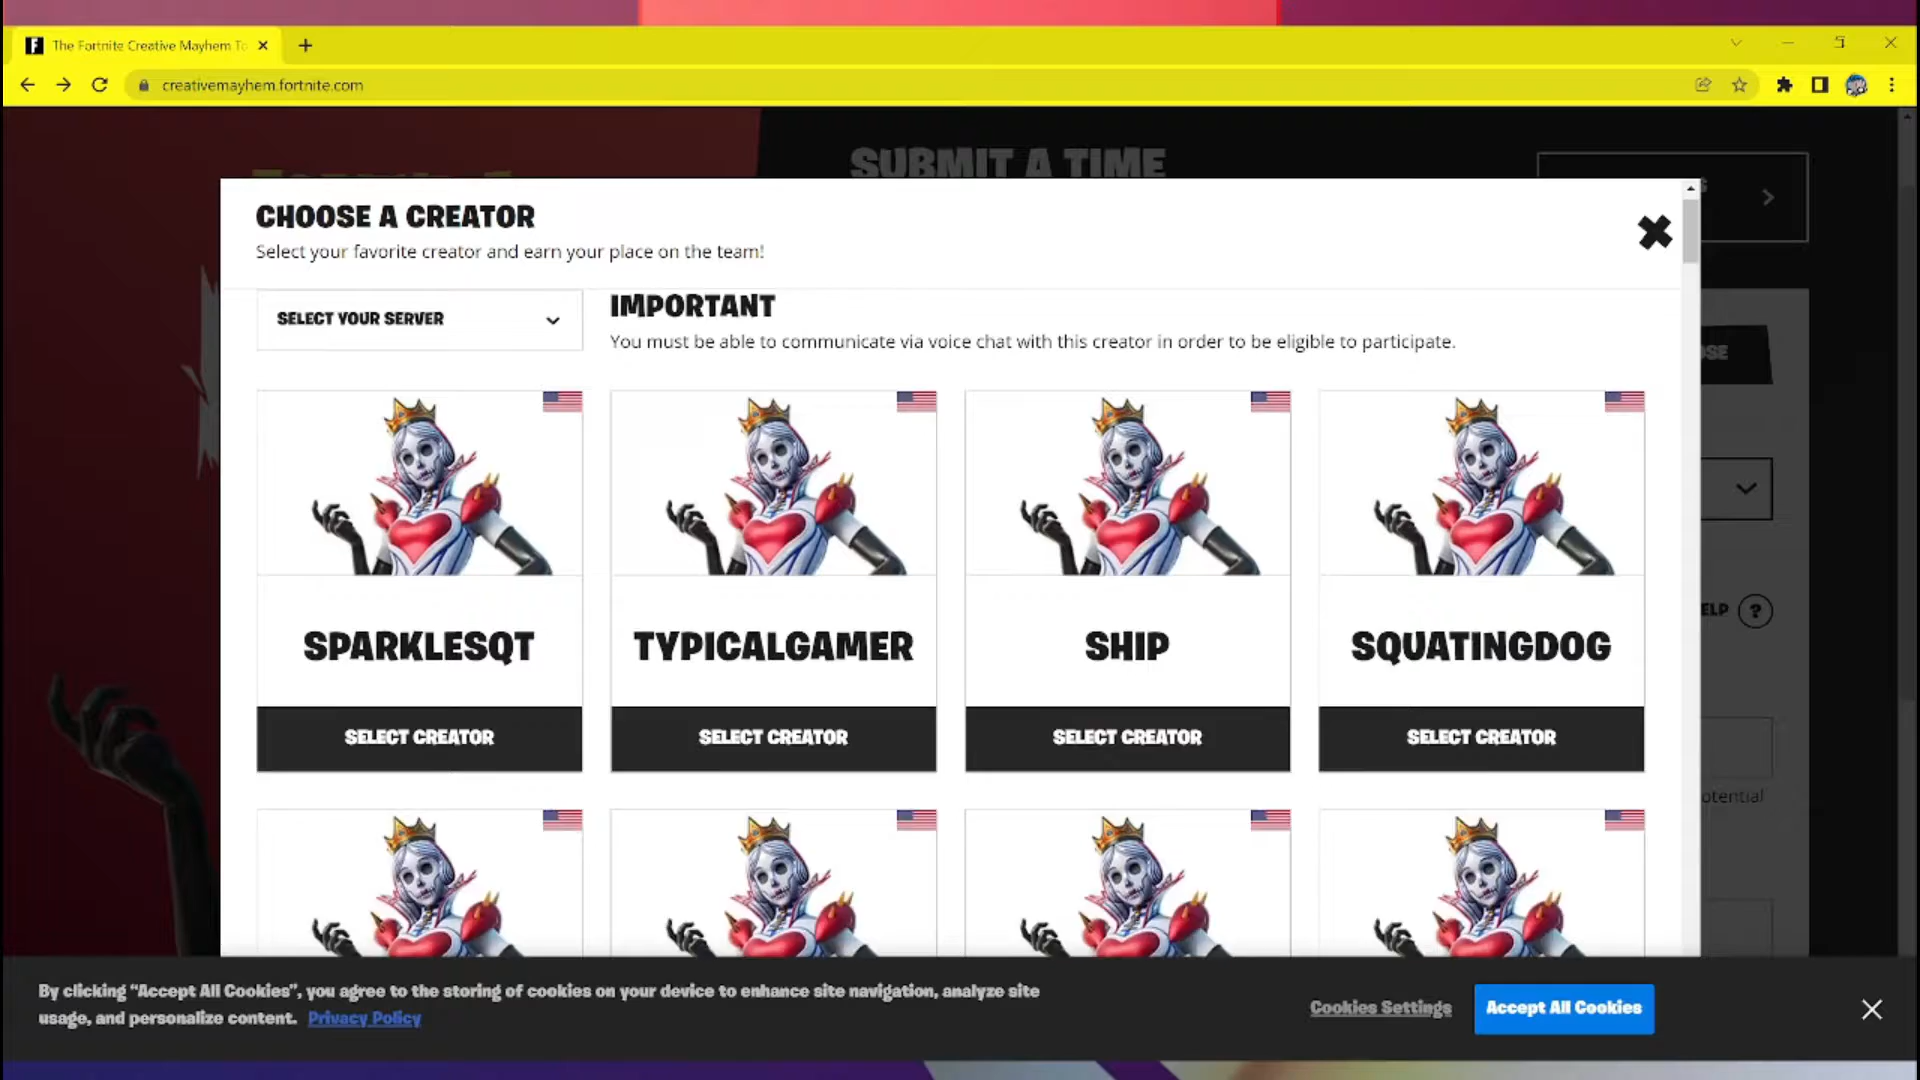 The Fortnite Creative Mayhem To
creativemayhem.fortnite.com
SUBMIT A TIME
CHOOSE A CREATOR
Select your favorite creator and earn your place on the team!
SELECT YOUR SERVER
IMPORTANT
You must be able to communicate via voice chat with this creator in order to be eligible to participate.
OSE
ELP ?
SPARKLESQT
TYPICALGAMER
SHIP
SQUATINGDOG
SELECT CREATOR
SELECT CREATOR
SELECT CREATOR
SELECT CREATOR
otential
By clicking “Accept All Cookies”, you agree to the storing of cookies on your device to enhance site navigation, analyze site
usage, and personalize content. Privacy Policy
Cookies Settings
Accept All Cookies